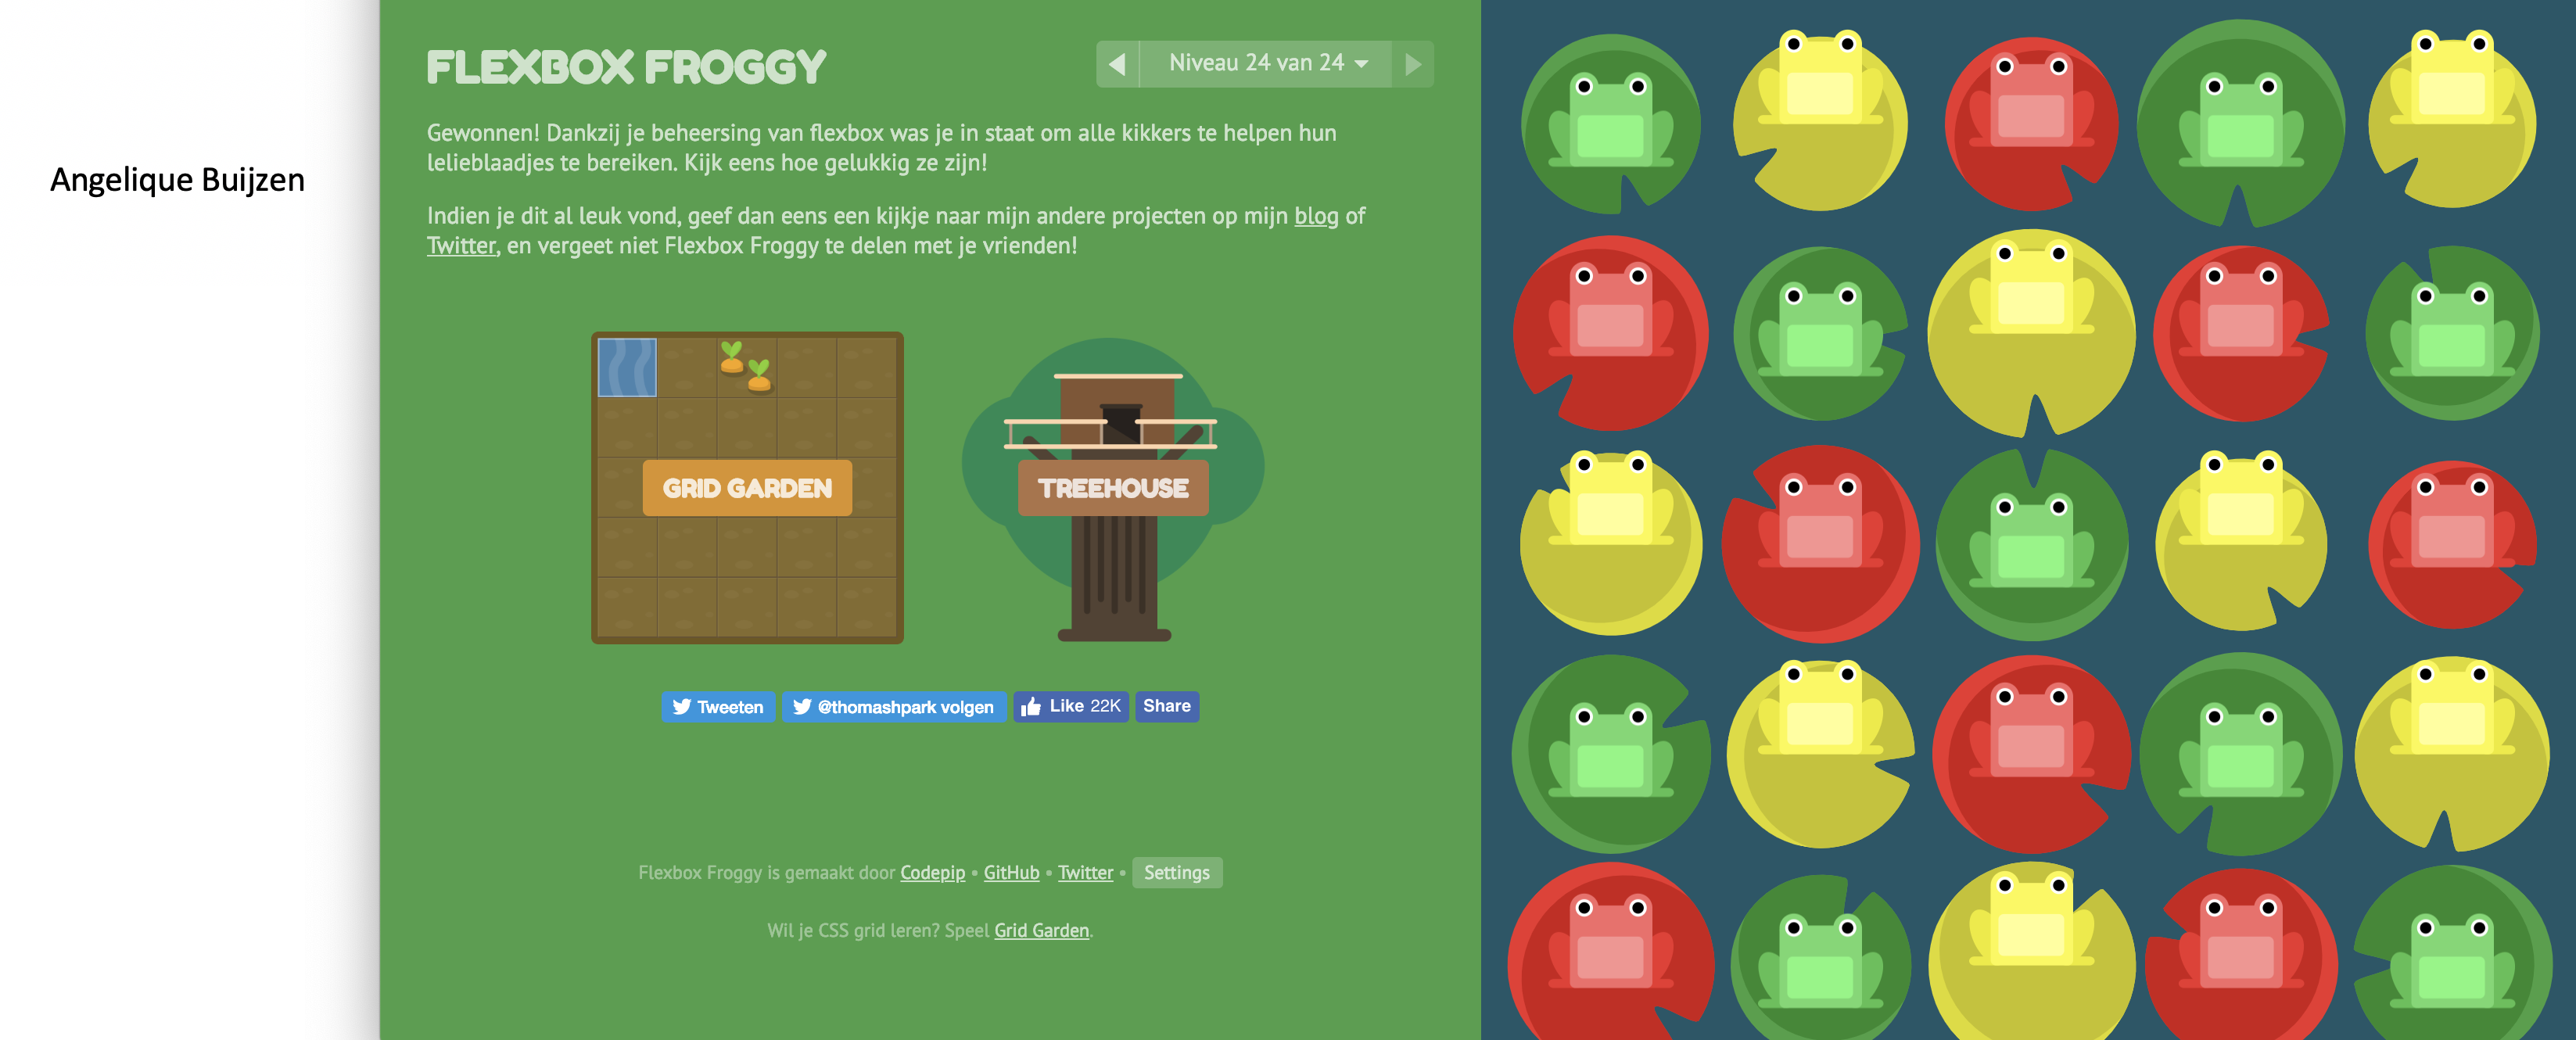 Angelique Buijzen
FLEXBOX FROGGY
Niveau 24 van 24
Gewonnen! Dankzij je beheersing van flexbox was je in staat om alle kikkers te helpen hun
lelieblaadjes te bereiken. Kijk eens hoe gelukkig ze zijn!
Indien je dit al leuk vond, geef dan eens een kijkje naar mijn andere projecten op mijn blog of
Twitter, en vergeet niet Flexbox Froggy te delen met je vrienden!
GRID GARDEN
TREEHOUSE
Tweeten @thomashpark volgen Like 22K Share
Flexbox Froggy is gemaakt door Codepip • GitHub • Twitter • Settings
Wil je CSS grid leren? Speel Grid Garden.